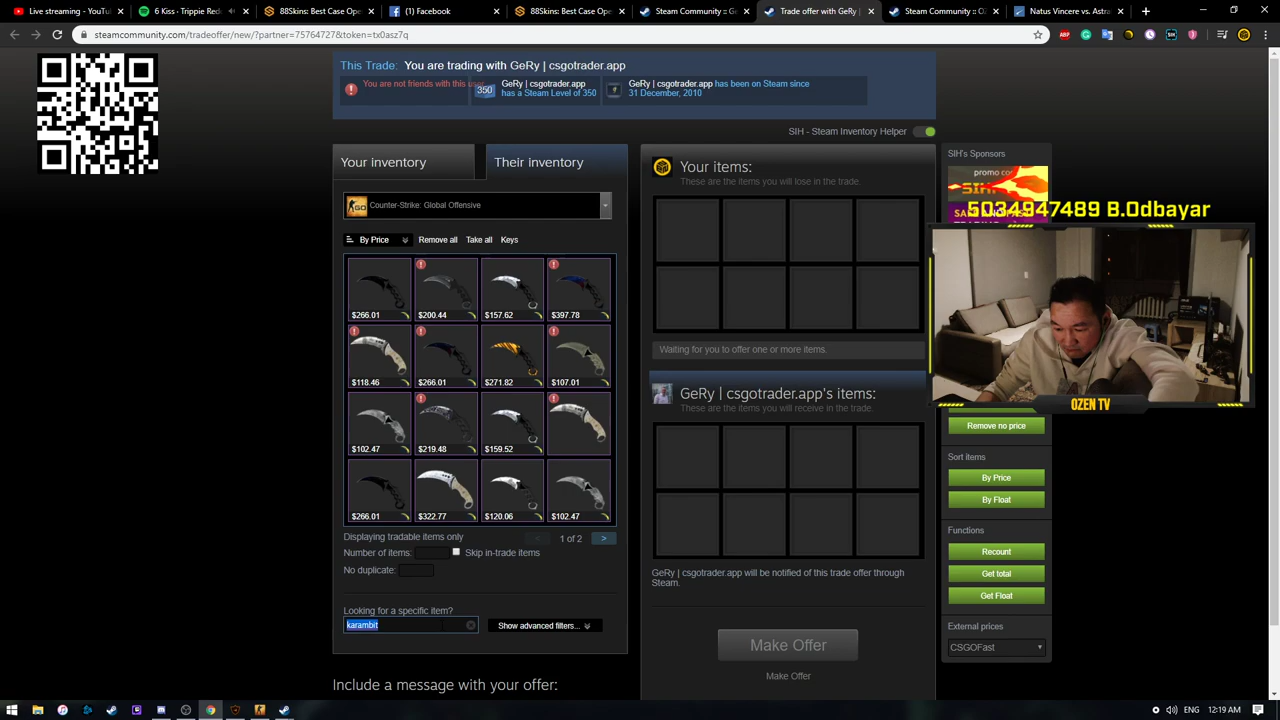 Live streaming - YouTu
6 Kiss · Trippie Redd
88Skins: Best Case Ope
(1) Facebook
88Skins: Best Case Ope
Steam Community :: Ge
Trade offer with GeRy |
Steam Community :: O
Natus Vincere vs. Astra
steamcommunity.com/tradeoffer/new/?partner=75764727&token=tx0asz7q
This Trade: You are trading with GeRy | csgotrader.app
You are not friends with this user
350
GeRy | csgotrader.app
has a Steam Level of 350
GeRy | csgotrader.app has been on Steam since
31 December, 2010
SIH - Steam Inventory Helper
Your inventory
Their inventory
Counter-Strike: Global Offensive
By Price
Remove all
Take all
Keys
$266.01
$200.44
$157.62
$397.78
$118.46
$266.01
$271.82
$107.01
$102.47
$219.48
$159.52
$266.01
$322.77
$120.06
$102.47
Displaying tradable items only
<
1 of 2
>
Number of items:
Skip in-trade items
No duplicate:
Looking for a specific item?
karambit
Show advanced filters...
Include a message with your offer:
Your items:
These are the items you will lose in the trade.
Waiting for you to offer one or more items.
GeRy | csgotrader.app's items:
These are the items you will receive in the trade.
GeRy | csgotrader.app will be notified of this trade offer through
Steam.
Make Offer
Make Offer
SIH's Sponsors
promo co
5034947489 B.Odbayar
OZEN TV
Remove no price
Sort items
By Price
By Float
Functions
Recount
Get total
Get Float
External prices
CSGOFast
ENG
12:19 AM